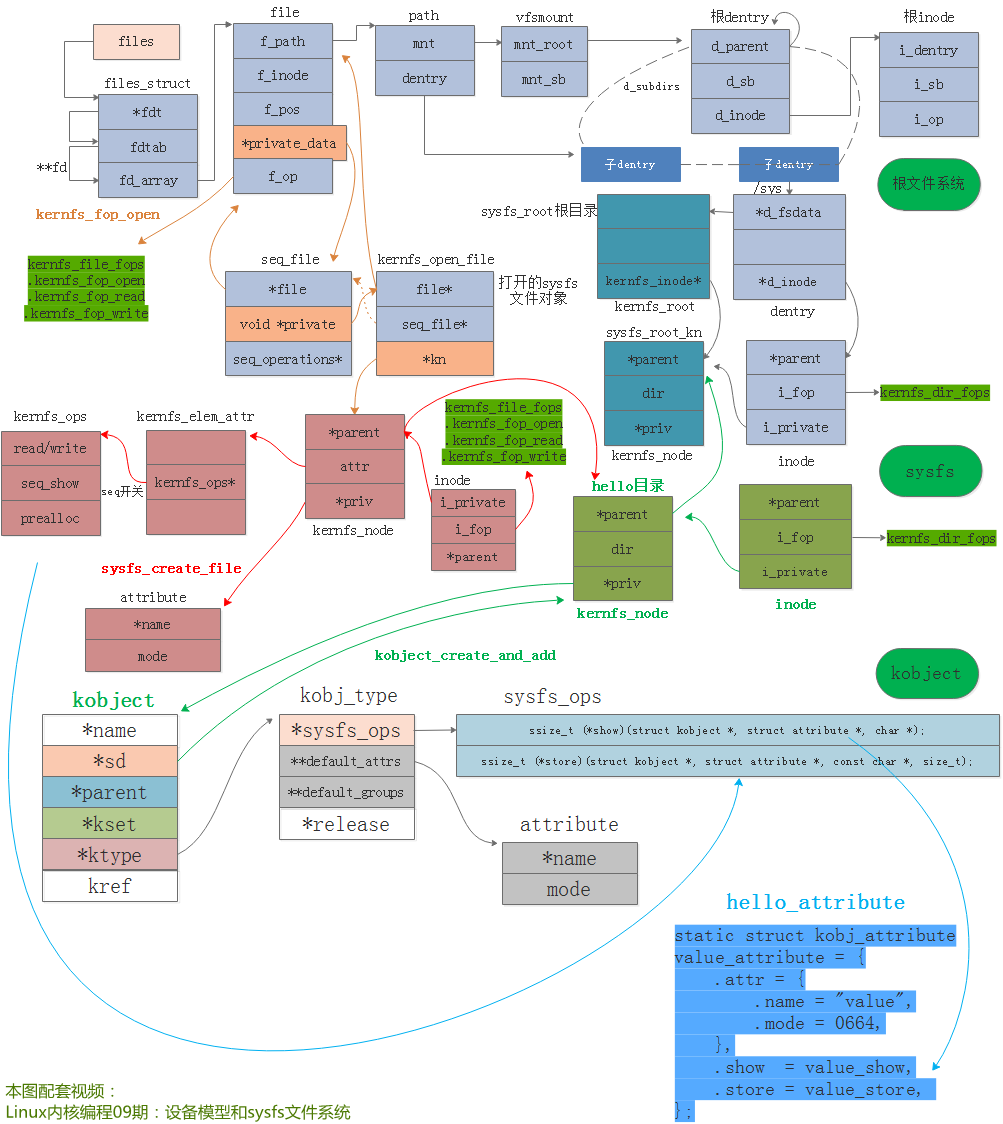 file
path
vfsmount
根dentry
根inode
files
f_path
f_inode
f_pos
*private_data
f_op
mnt
dentry
mnt_root
mnt_sb
d_parent
d_sb
d_inode
i_dentry
i_sb
i_op
files_struct
*fdt
fdtab
fd_array
**fd
d_subdirs
子dentry
子dentry
/sys
根文件系统
kernfs_fop_open
kernfs_file_fops
.kernfs_fop_open
.kernfs_fop_read
.kernfs_fop_write
seq_file
*file
void *private
seq_operations*
kernfs_open_file
file*
seq_file*
*kn
打开的sysfs
文件对象
sysfs_root根目录
kernfs_inode*
kernfs_root
*d_fsdata
*d_inode
dentry
sysfs_root_kn
*parent
dir
*priv
kernfs_node
*parent
i_fop
i_private
inode
kernfs_dir_fops
kernfs_ops
read/write
seq_show
prealloc
seq开关
kernfs_elem_attr
kernfs_ops*
*parent
attr
*priv
kernfs_node
kernfs_file_fops
.kernfs_fop_open
.kernfs_fop_read
.kernfs_fop_write
inode
i_private
i_fop
*parent
sysfs
hello目录
*parent
dir
*priv
kernfs_node
*parent
i_fop
i_private
inode
kernfs_dir_fops
sysfs_create_file
attribute
*name
mode
kobject_create_and_add
kobject
kobject
*name
*sd
*parent
*kset
*ktype
kref
kobj_type
*sysfs_ops
**default_attrs
**default_groups
*release
sysfs_ops
ssize_t (*show)(struct kobject *, struct attribute *, char *);
ssize_t (*store)(struct kobject *, struct attribute *, const char *, size_t);
attribute
*name
mode
hello_attribute
static struct kobj_attribute
value_attribute = {
.attr = {
.name = "value",
.mode = 0664,
},
.show = value_show,
.store = value_store,
};
本图配套视频：
Linux内核编程09期：设备模型和sysfs文件系统